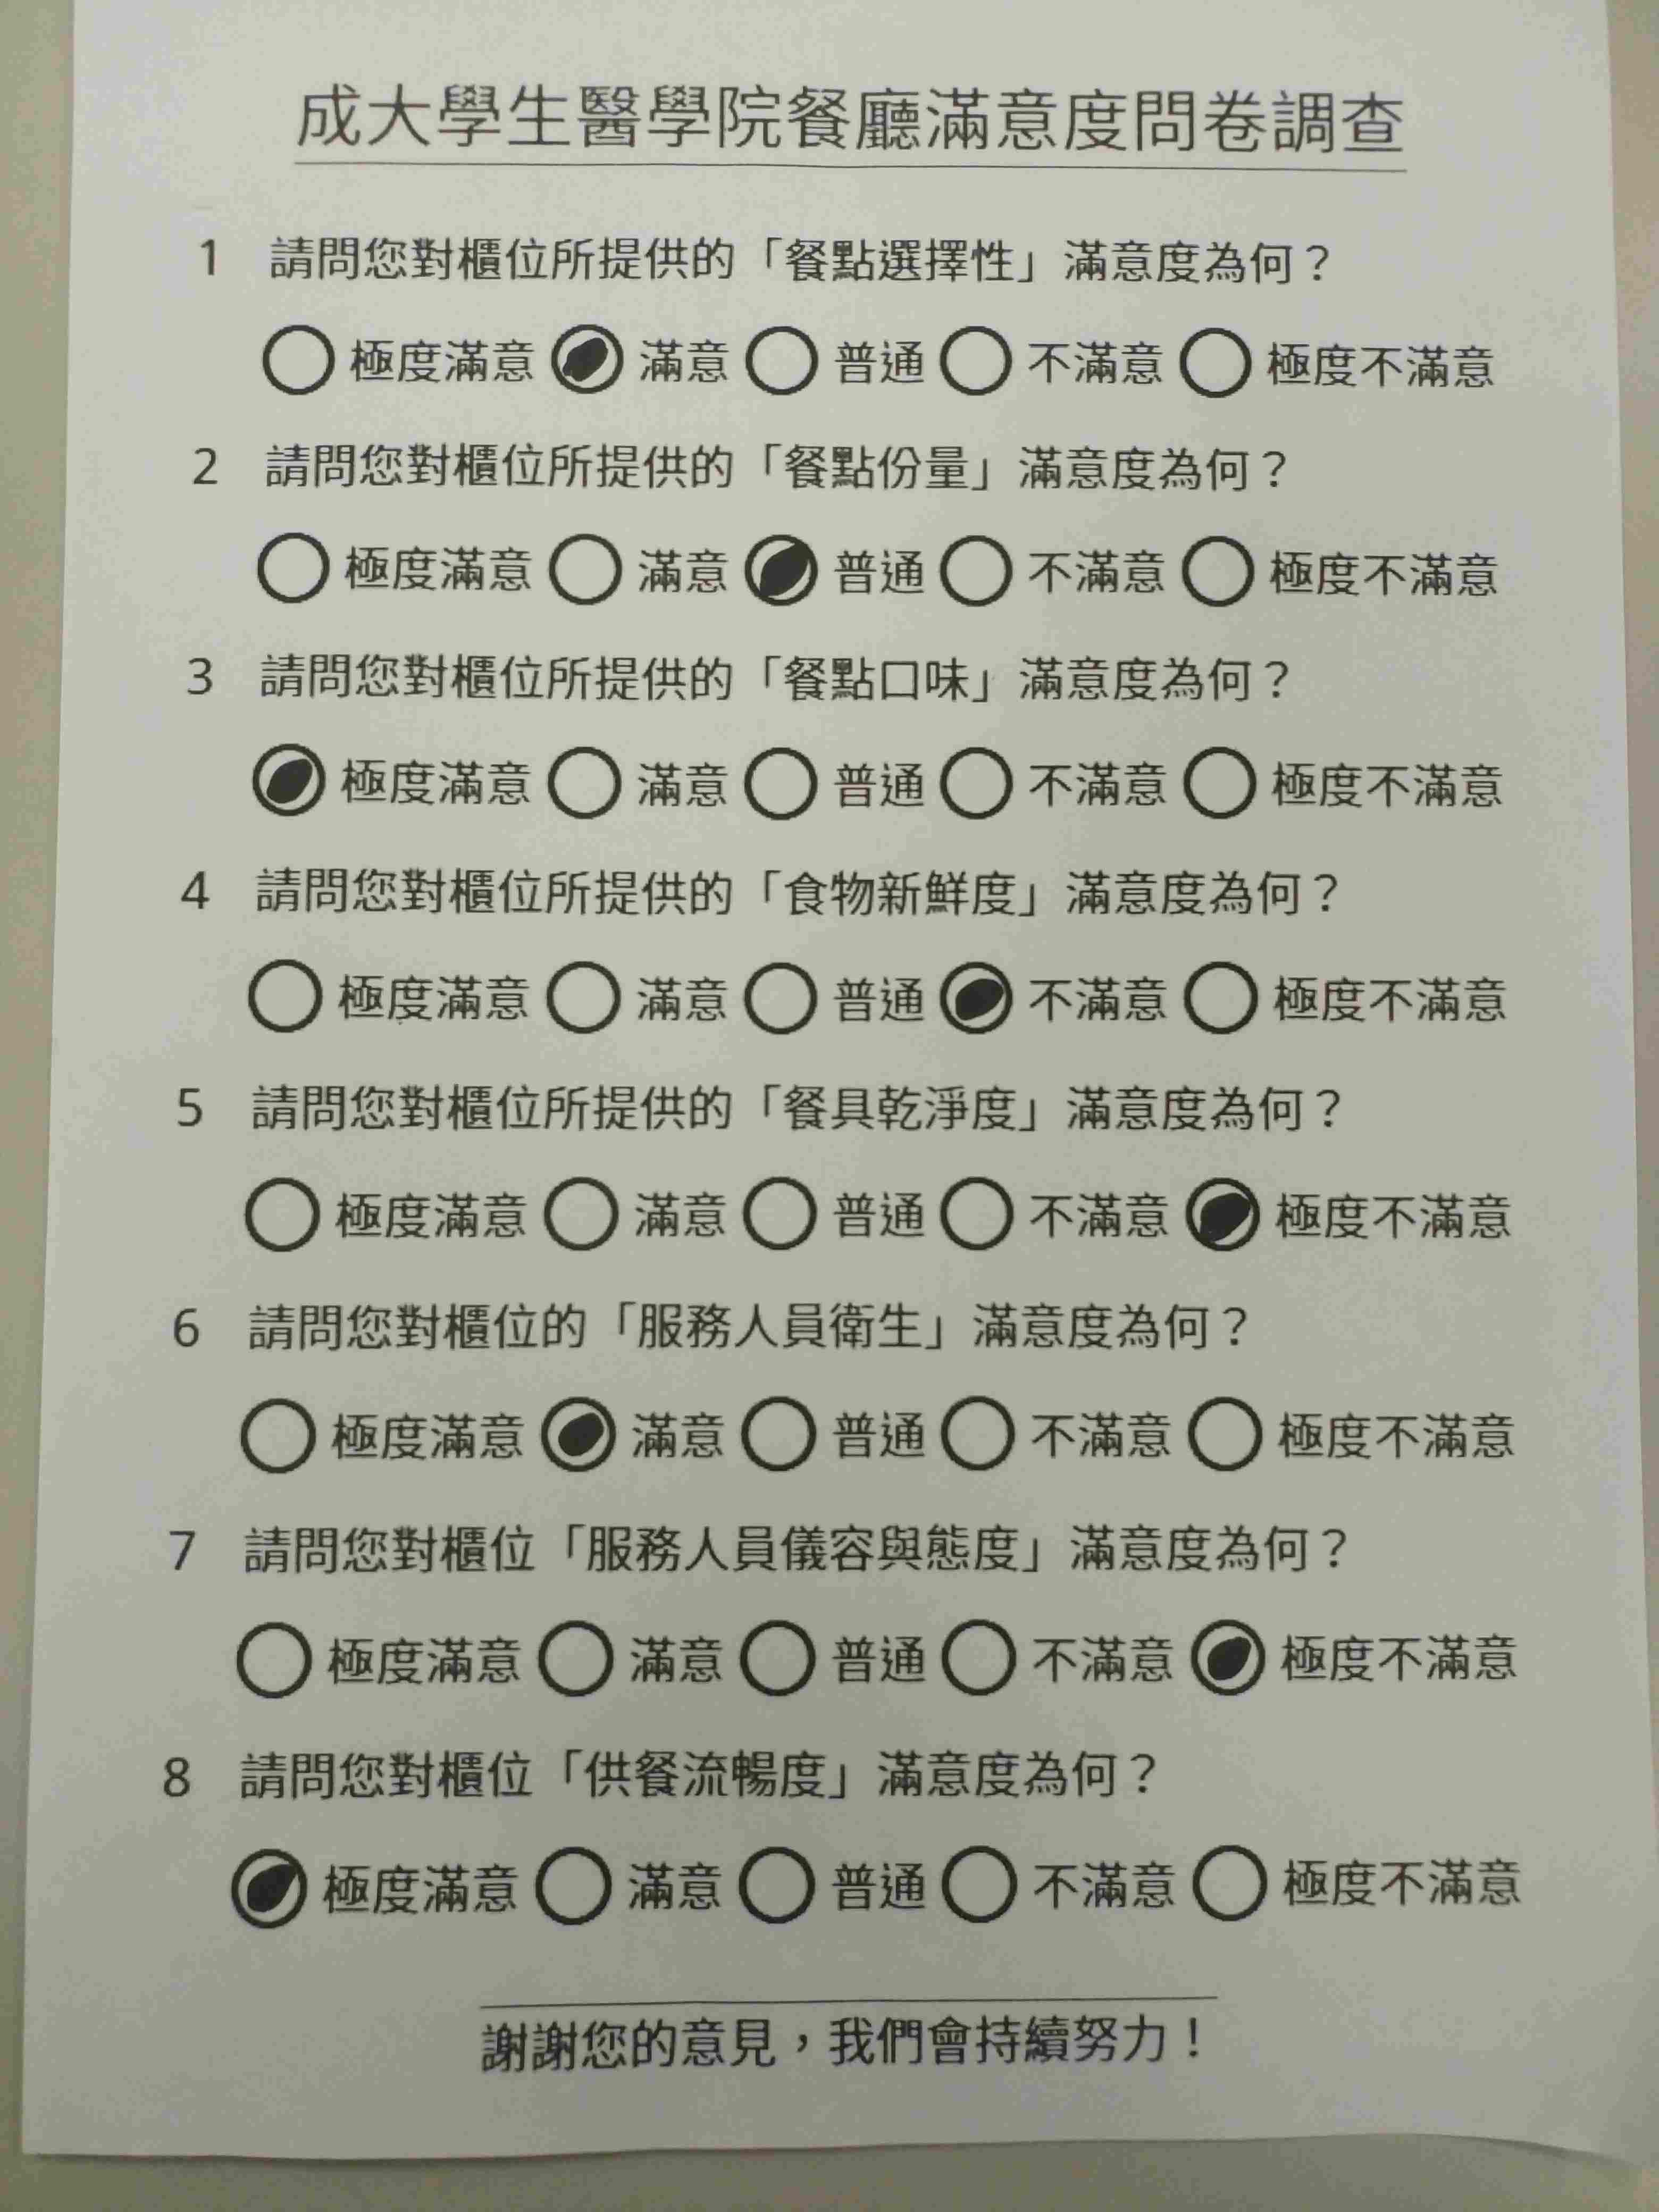 成大學生醫學院餐廳滿意度問卷調查
1 請問您對櫃位所提供的「餐點選擇性」滿意度為何？
極度滿意 滿意 普通 不滿意 極度不滿意
2 請問您對櫃位所提供的「餐點份量」滿意度為何？
極度滿意 滿意 普通 不滿意 極度不滿意
3 請問您對櫃位所提供的「餐點口味」滿意度為何？
極度滿意 滿意 普通 不滿意 極度不滿意
4 請問您對櫃位所提供的「食物新鮮度」滿意度為何？
極度滿意 滿意 普通 不滿意 極度不滿意
5 請問您對櫃位所提供的「餐具乾淨度」滿意度為何？
極度滿意 滿意 普通 不滿意 極度不滿意
6 請問您對櫃位的「服務人員衛生」滿意度為何？
極度滿意 滿意 普通 不滿意 極度不滿意
7 請問您對櫃位「服務人員儀容與態度」滿意度為何？
極度滿意 滿意 普通 不滿意 極度不滿意
8 請問您對櫃位「供餐流暢度」滿意度為何？
極度滿意 滿意 普通 不滿意 極度不滿意
謝謝您的意見，我們會持續努力！